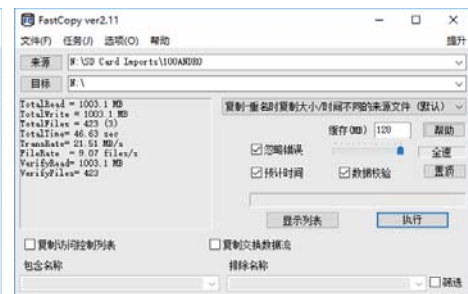 FastCopy ver2.11
文件(F) 任务(J) 选项(O) 帮助 提升
来源 N:\SD Card Imports\100ANDRO
目标 N:\
TotalRead = 1003.1 MB
TotalWrite = 1003.1 MB
TotalFiles = 423 (3)
TotalTime= 46.63 sec
TransRate= 21.51 MB/s
FileRate = 9.07 files/s
VerifyRead= 1003.1 MB
VerifyFiles= 423
复制-重名时复制大小/时间不同的来源文件 (默认)
缓存(MB) 128 帮助
忽略错误 全速
预计时间 数据校验 置顶
显示列表 执行
复制访问控制列表 复制交换数据流
包含名称 排除名称
筛选